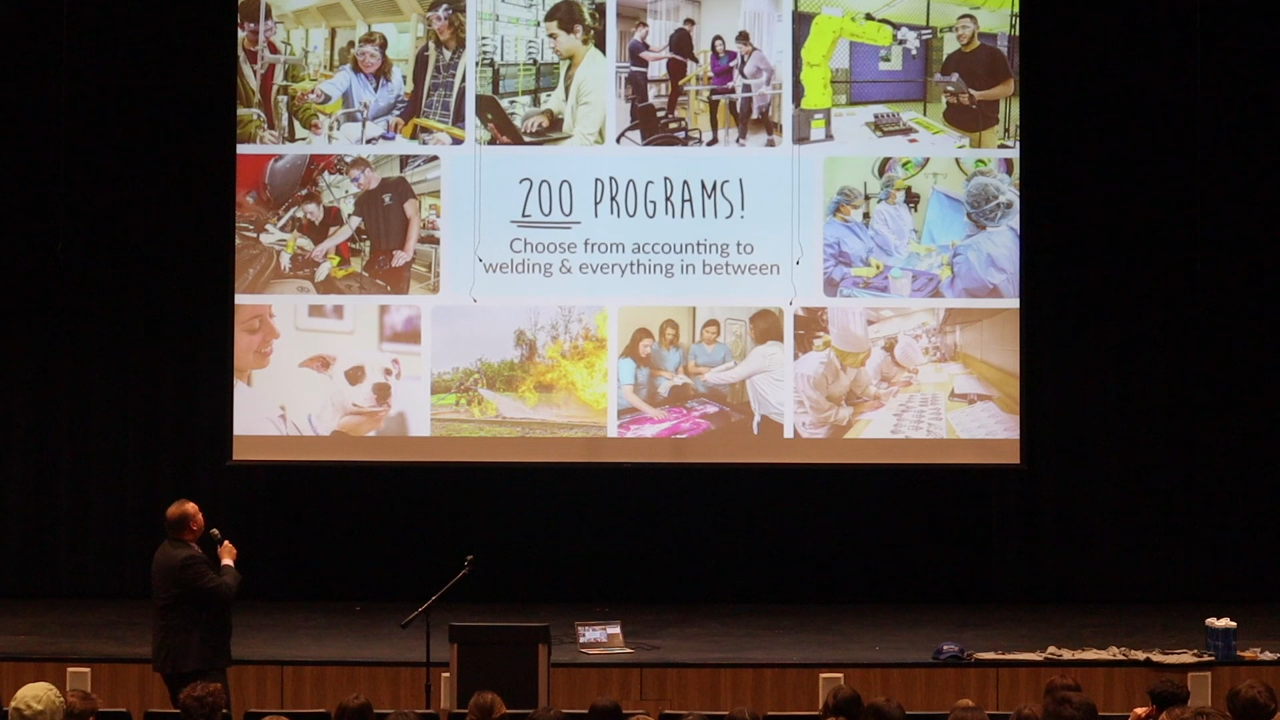 200 PROGRAMS!
Choose from accounting to
welding & everything in between